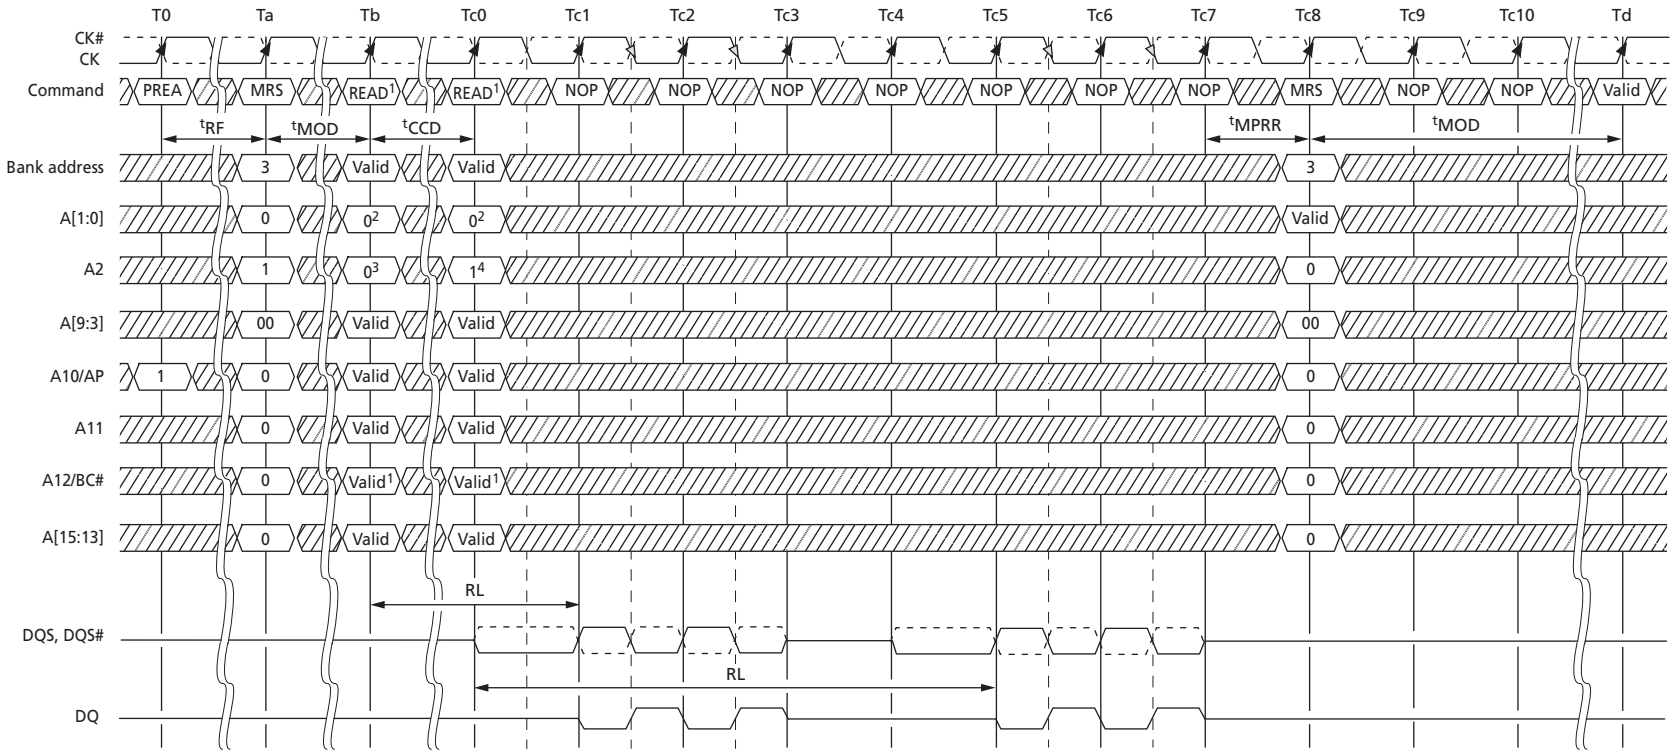 T0 Ta Tb Tc0 Tc1 Tc2 Tc3 Tc4 Tc5 Tc6 Tc7 Tc8 Tc9 Tc10 Td
CK#
CK
Command PREA MRS READ¹ READ¹ NOP NOP NOP NOP NOP NOP NOP MRS NOP NOP Valid
ᵗRF ᵗMOD ᵗCCD ᵗMPRR ᵗMOD
Bank address 3 Valid Valid 3
A[1:0] 0 0² 0² Valid
A2 1 0³ 1⁴ 0
A[9:3] 00 Valid Valid 00
A10/AP 1 0 Valid Valid 0
A11 0 Valid Valid 0
A12/BC# 0 Valid¹ Valid¹ 0
A[15:13] 0 Valid Valid 0
RL
DQS, DQS#
RL
DQ